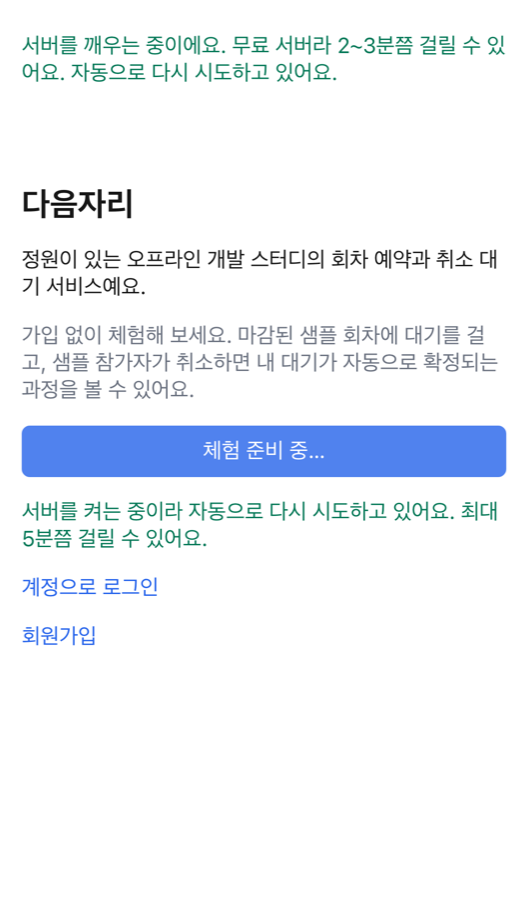 서버를 깨우는 중이에요. 무료 서버라 2~3분쯤 걸릴 수 있
어요. 자동으로 다시 시도하고 있어요.
다음자리
정원이 있는 오프라인 개발 스터디의 회차 예약과 취소 대
기 서비스예요.
가입 없이 체험해 보세요. 마감된 샘플 회차에 대기를 걸
고, 샘플 참가자가 취소하면 내 대기가 자동으로 확정되는
과정을 볼 수 있어요.
체험 준비 중...
서버를 켜는 중이라 자동으로 다시 시도하고 있어요. 최대
5분쯤 걸릴 수 있어요.
계정으로 로그인
회원가입